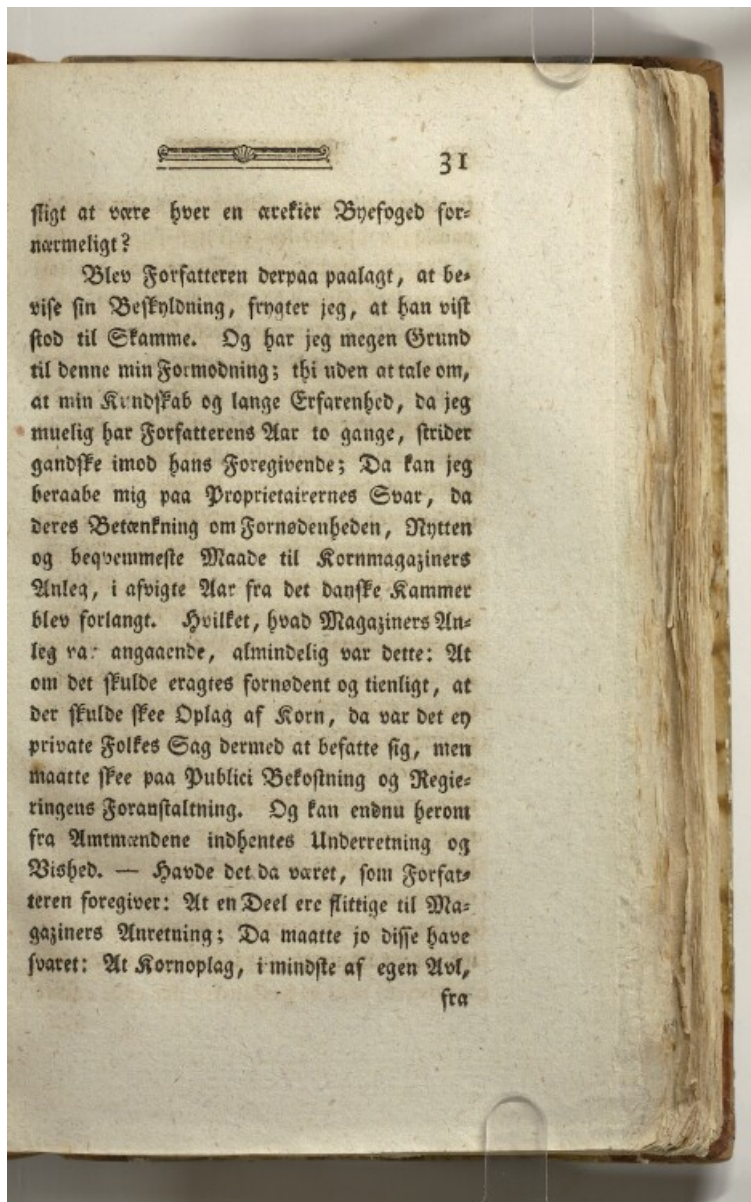 31
sligt at være hver en ærekièr Byefoged for=
nærmeligt?
Blev Forfatteren derpaa paalagt, at be=
vise sin Beskyldning, frygter jeg, at han vist
stod til Skamme. Og har jeg megen Grund
til denne min Formodning; thi uden at tale om,
at min Kundskab og lange Erfarenhed, da jeg
muelig har Forfatterens Aar to gange, strider
gandske imod hans Foregivende; Da kan jeg
beraabe mig paa Proprietairernes Svar, da
deres Betænkning om Fornødenheden, Nytten
og beqvemmeste Maade til Kornmagaziners
Anleg, i afvigte Aar fra det danske Kammer
blev forlangt. Hvilket, hvad Magaziners An=
leg var angaaende, almindelig var dette: At
om det skulde eragtes fornødent og tienligt, at
der skulde skee Oplag af Korn, da var det ey
private Folkes Sag dermed at befatte sig, men
maatte skee paa Publici Bekostning og Regie=
ringens Foranstaltning. Og kan endnu herom
fra Amtmændene indhentes Underretning og
Vished. — Havde det da været, som Forfat=
teren foregiver: At en Deel ere flittige til Ma=
gaziners Anretning; Da maatte jo disse have
svaret: At Kornoplag, i mindste af egen Avl,
fra